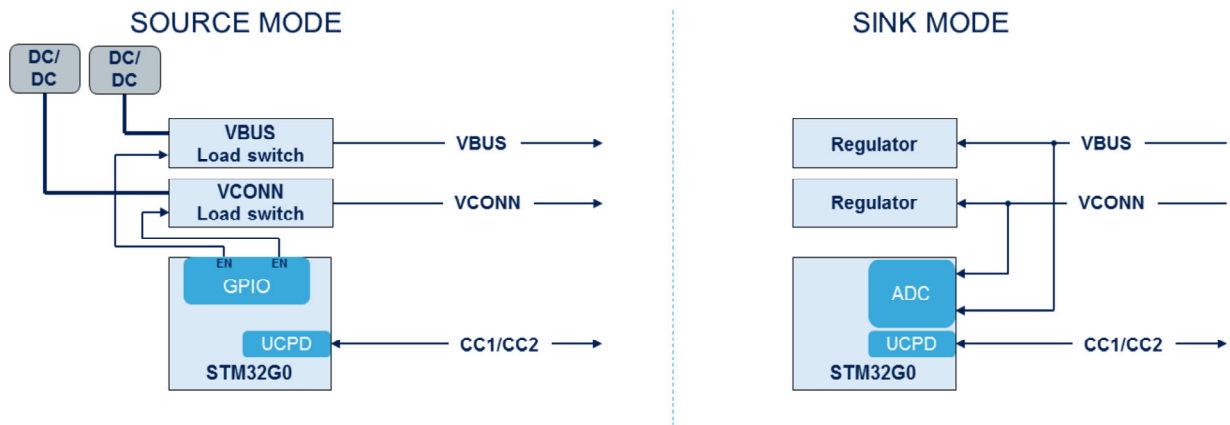 SOURCE MODE
DC/
DC
DC/
DC
VBUS
Load switch
VBUS
VCONN
Load switch
VCONN
EN
EN
GPIO
UCPD
CC1/CC2
STM32G0
SINK MODE
Regulator
VBUS
Regulator
VCONN
ADC
UCPD
CC1/CC2
STM32G0